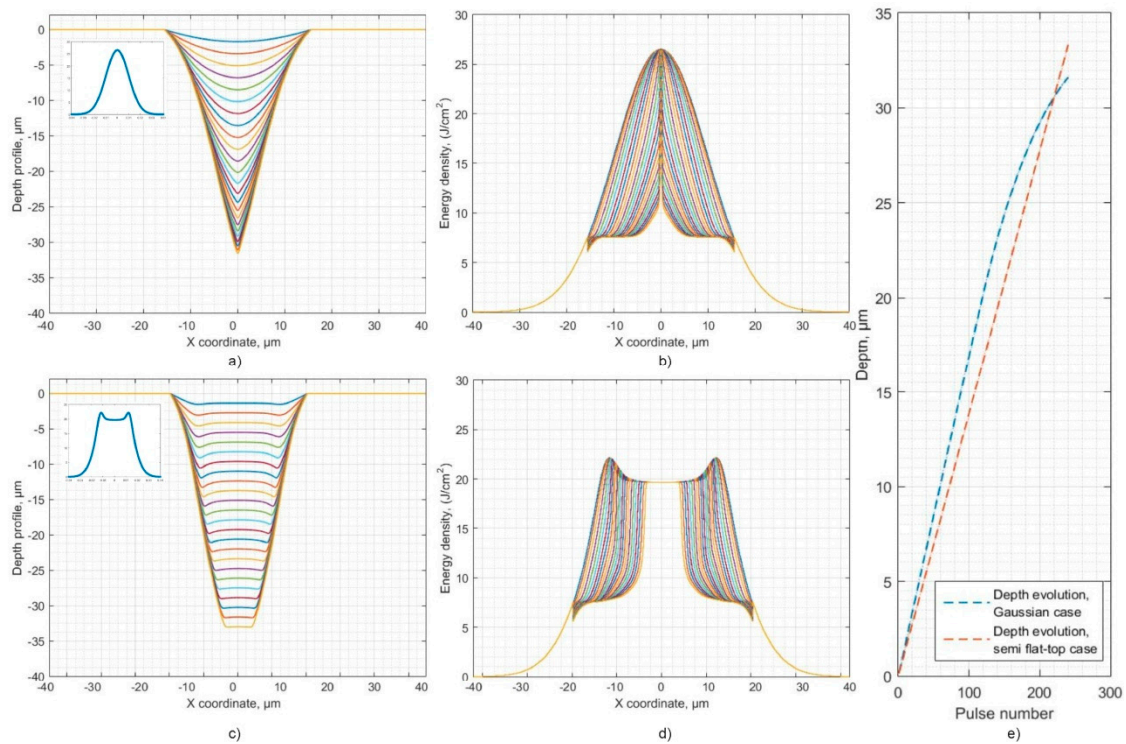 0
-5
-10
-15
-20
-25
-30
-35
-40
Depth profile, µm
-40 -30 -20 -10 0 10 20 30 40
X coordinate, µm
a)
30
25
20
15
10
5
0
Energy density, (J/cm²)
-40 -30 -20 -10 0 10 20 30 40
X coordinate, µm
b)
0
-5
-10
-15
-20
-25
-30
-35
-40
Depth profile, µm
-40 -30 -20 -10 0 10 20 30 40
X coordinate, µm
c)
30
25
20
15
10
5
0
Energy density, (J/cm²)
-40 -30 -20 -10 0 10 20 30 40
X coordinate, µm
d)
35
30
25
30
15
10
5
0
Depth, µm
Depth evolution,
Gaussian case
Depth evolution,
semi flat-top case
0 100 200 300
Pulse number
e)